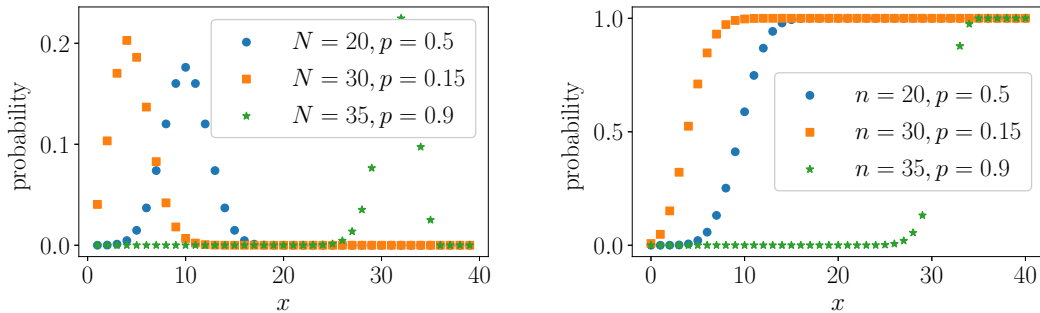 probability
0.2
0.1
0.0
0
10
20
30
40
x
N = 20, p = 0.5
N = 30, p = 0.15
N = 35, p = 0.9
probability
1.0
0.5
0.0
0
10
20
30
40
x
n = 20, p = 0.5
n = 30, p = 0.15
n = 35, p = 0.9